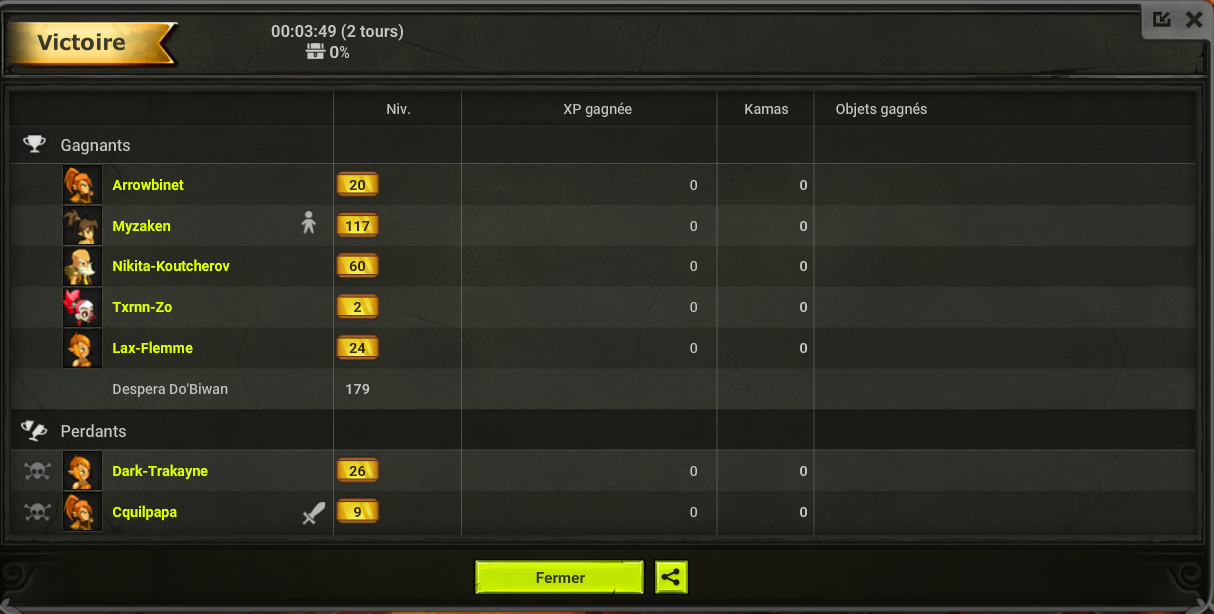 Victoire
00:03:49 (2 tours)
0%
Niv. XP gagnée Kamas Objets gagnés
Gagnants
Arrowbinet 20 0 0
Myzaken 117 0 0
Nikita-Koutcherov 60 0 0
Txrnn-Zo 2 0 0
Lax-Flemme 24 0 0
Despera Do'Biwan 179
Perdants
Dark-Trakayne 26 0 0
Cquilpapa 9 0 0
Fermer